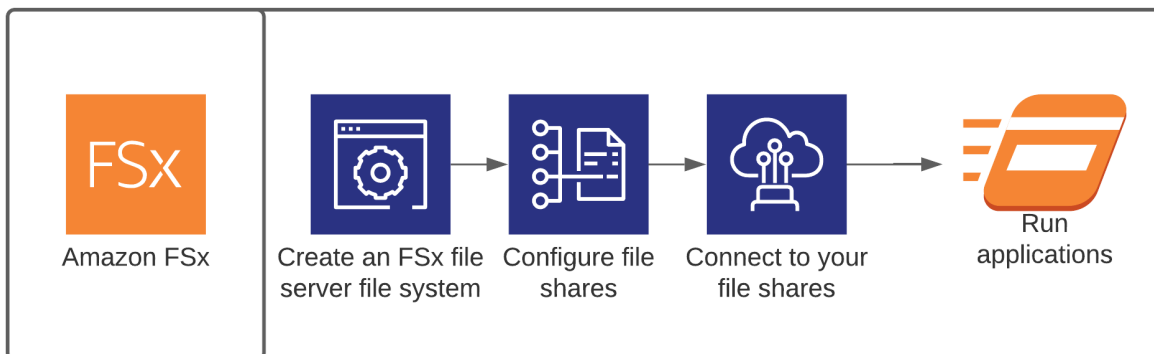 FSx
Amazon FSx
Create an FSx file
server file system
Configure file
shares
Connect to your
file shares
Run
applications